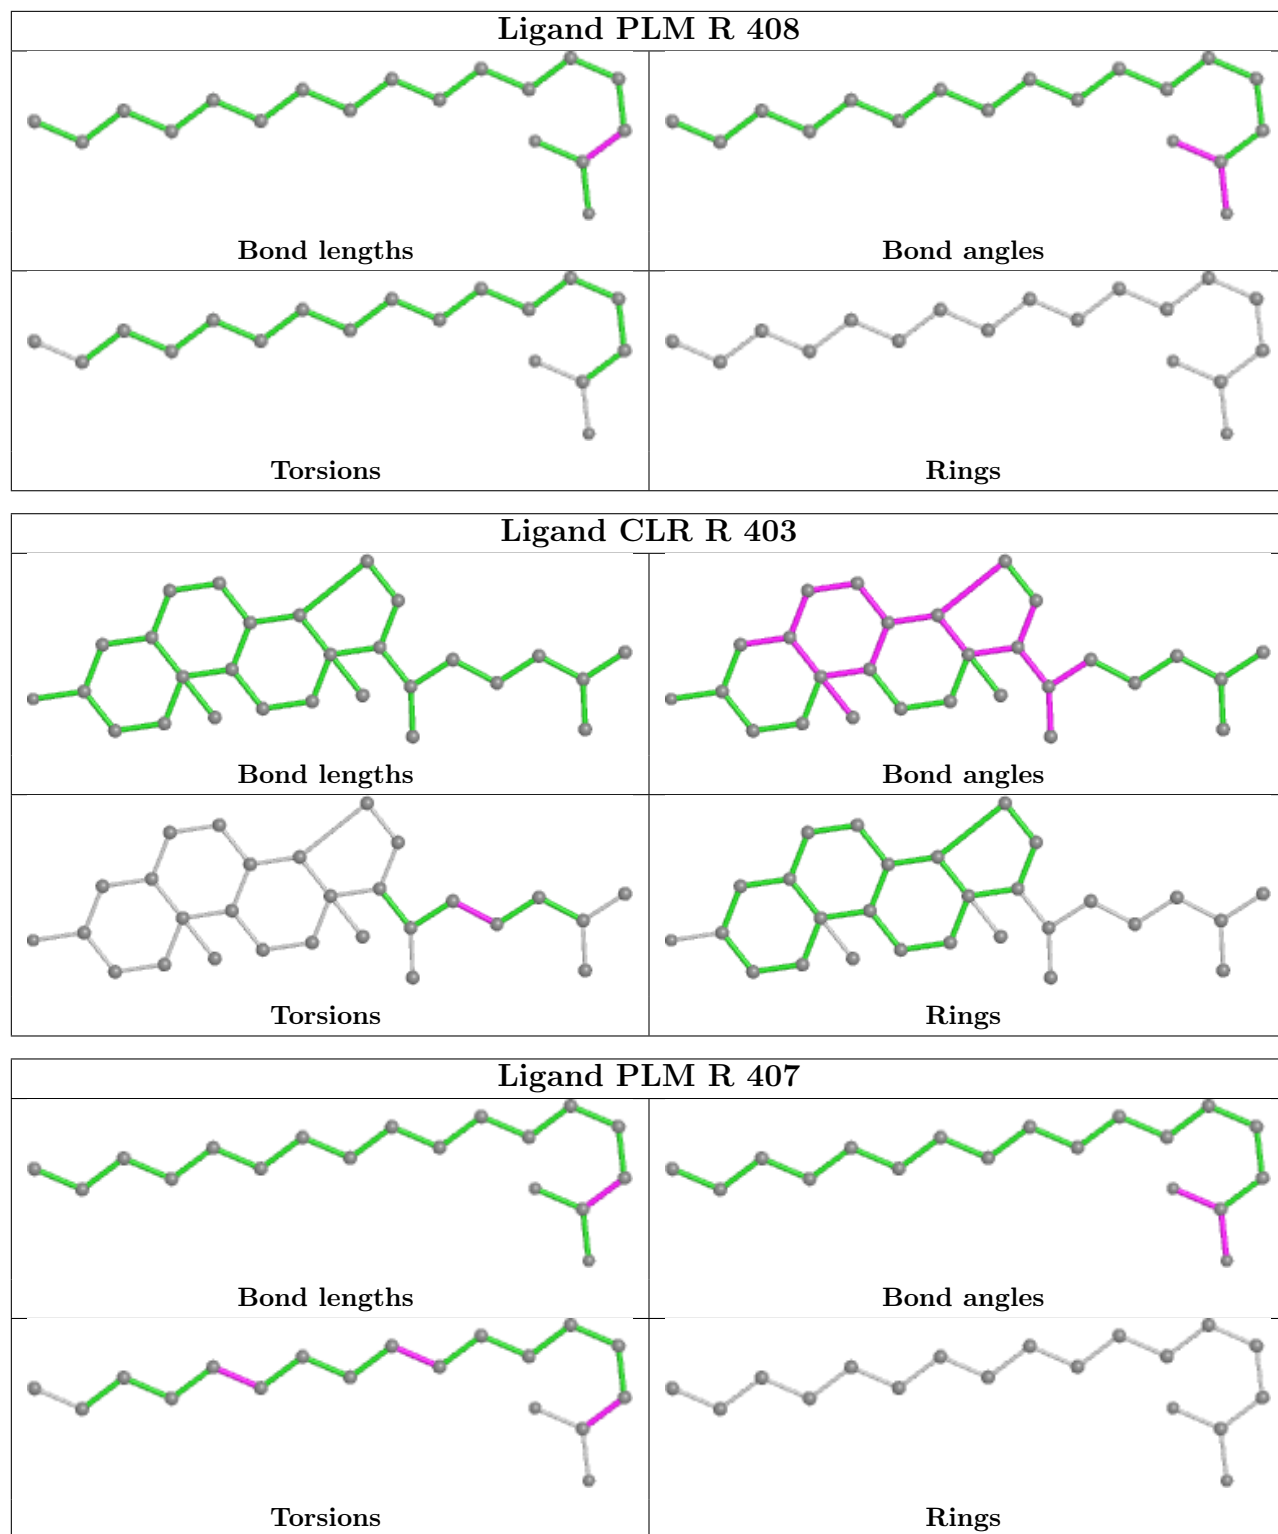 Ligand PLM R 408
Bond lengths
Bond angles
Torsions
Rings
Ligand CLR R 403
Bond lengths
Bond angles
Torsions
Rings
Ligand PLM R 407
Bond lengths
Bond angles
Torsions
Rings